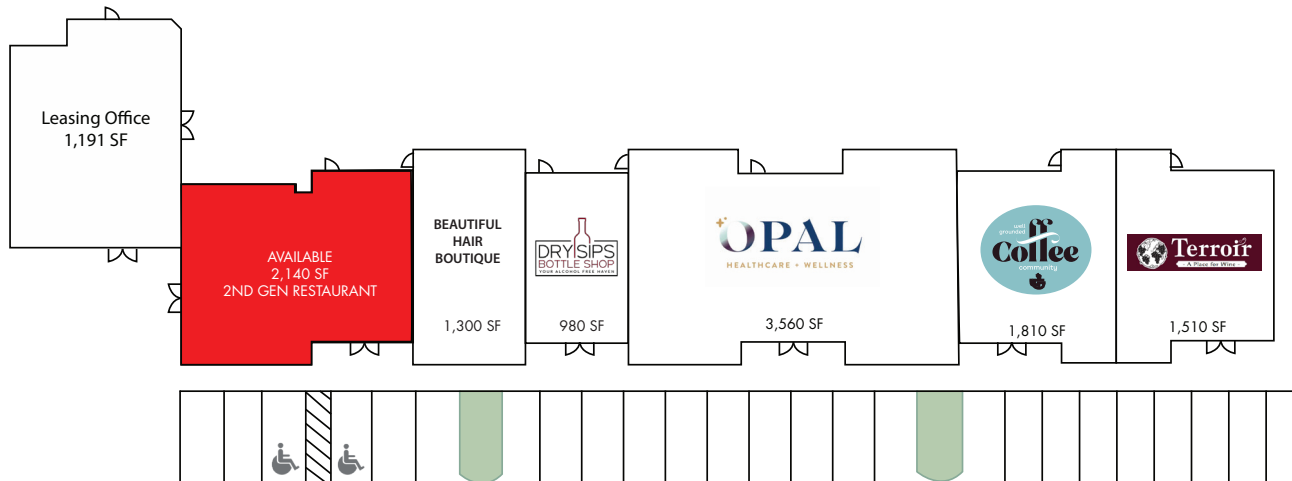 Leasing Office
1,191 SF
AVAILABLE
2,140 SF
2ND GEN RESTAURANT
BEAUTIFUL
HAIR
BOUTIQUE
1,300 SF
DRY SIPS
BOTTLE SHOP
YOUR ALCOHOL FREE HAVEN
980 SF
OPAL
HEALTHCARE + WELLNESS
3,560 SF
well
grounded
Coffee
community
1,810 SF
Terroir
- A Place for Wine -
1,510 SF